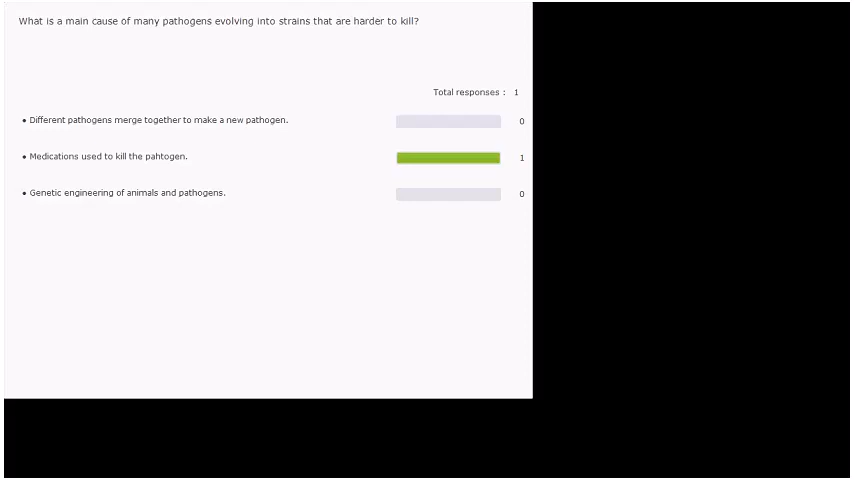 What is a main cause of many pathogens evolving into strains that are harder to kill?
Total responses : 1
• Different pathogens merge together to make a new pathogen. 0
• Medications used to kill the pahtogen. 1
• Genetic engineering of animals and pathogens. 0